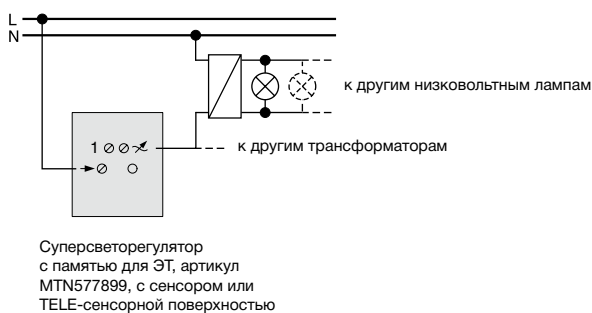 L
N
к другим низковольтным лампам
1
к другим трансформаторам
Суперсветорегулятор
с памятью для ЭТ, артикул
MTN577899, с сенсором или
TELE-сенсорной поверхностью